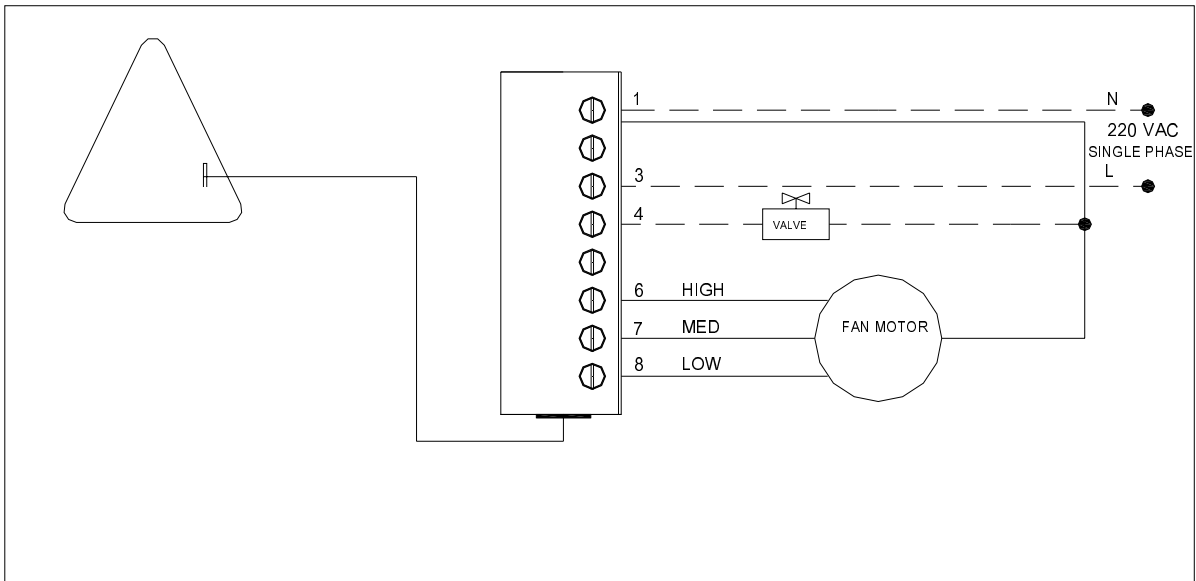 1
N
220 VAC
SINGLE PHASE
3
L
4
VALVE
6 HIGH
7 MED
FAN MOTOR
8 LOW